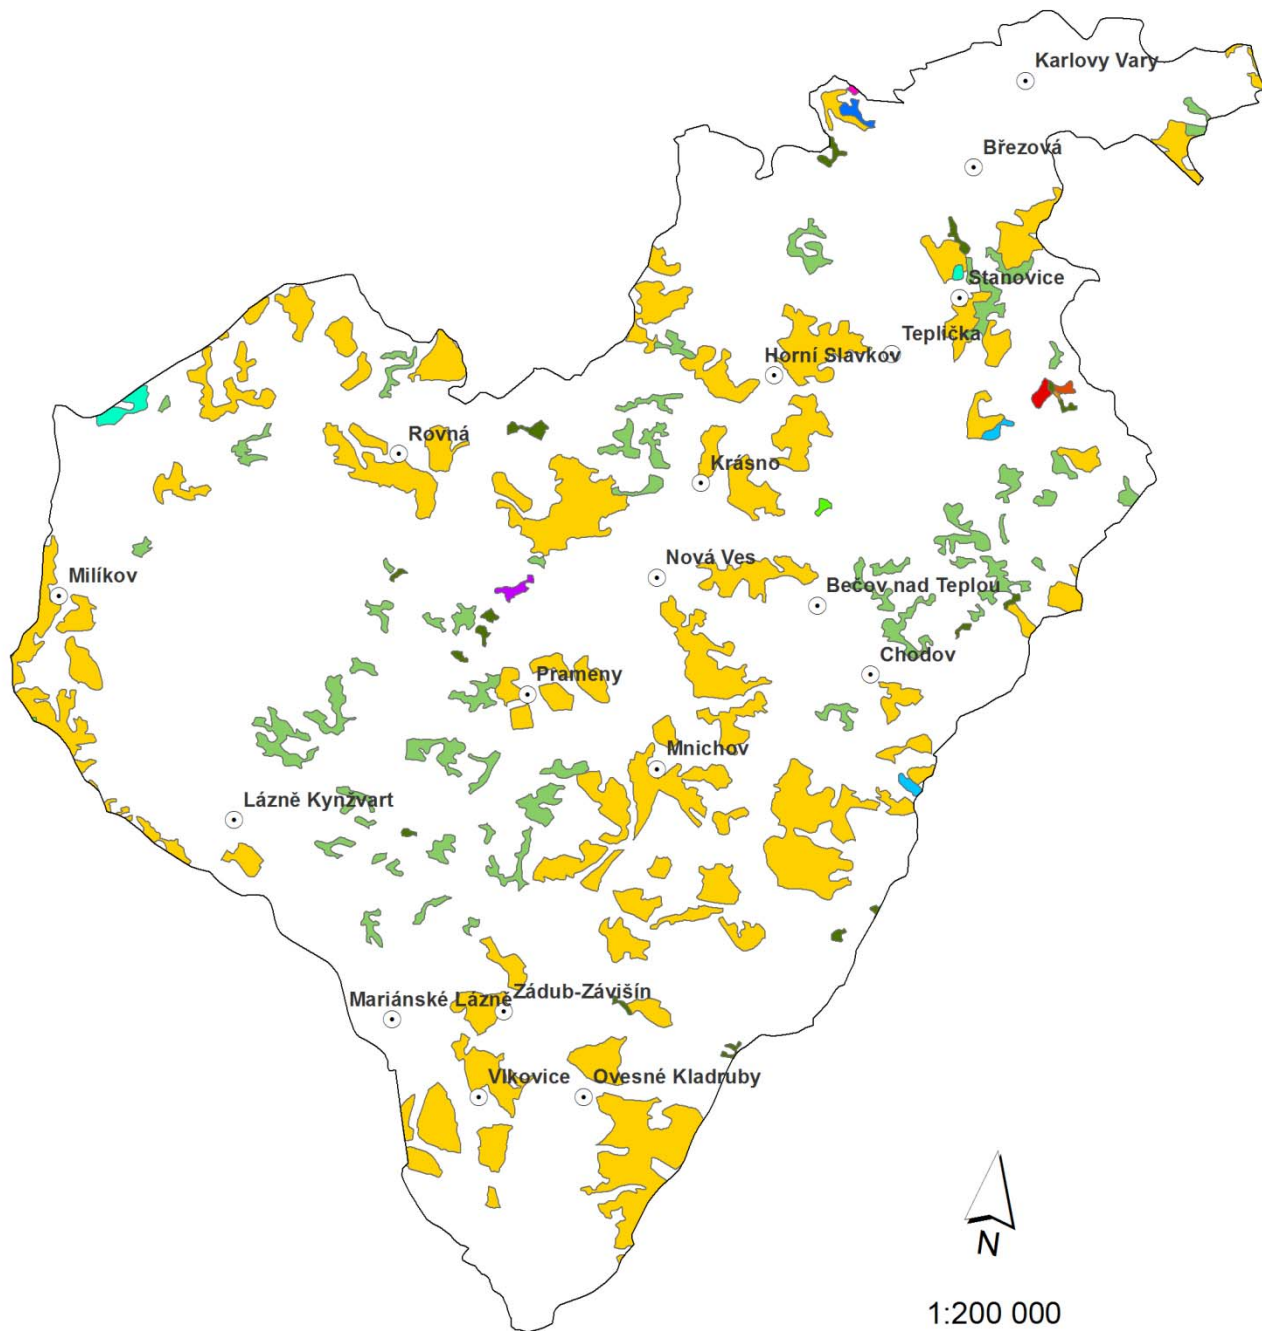 Karlovy Vary
Březová
Stanovice
Teplička
Horní Slavkov
Rovná
Krásno
Nová Ves
Milíkov
Bečov nad Teplou
Chodov
Prameny
Mnichov
Lázně Kynžvart
Zádub-Závišín
Mariánské Lázně
Vlkovice
Ovesné Kladruby
N
1:200 000